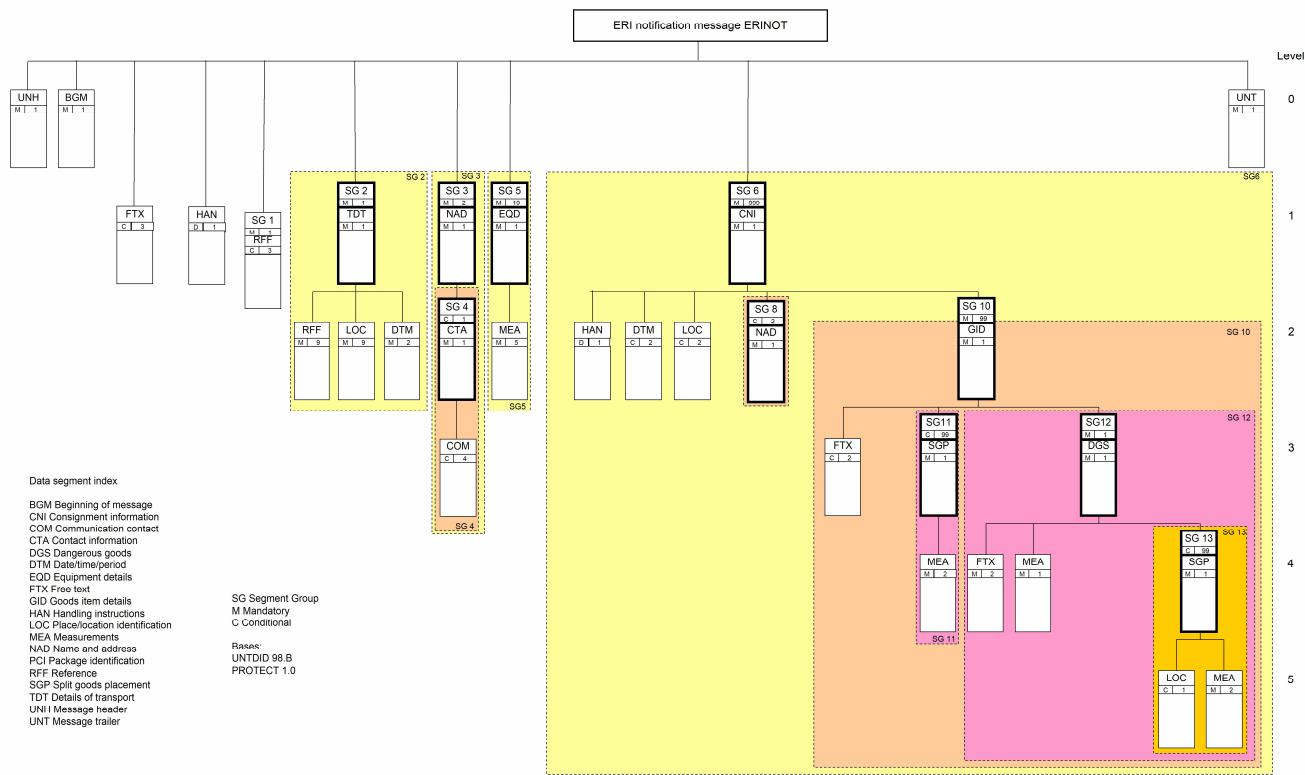 ERI notification message ERINOT
Level
UNH
M 1
BGM
M 1
UNT
M 1
0
SG 2
SG 3
SG6
SG 2
M 1
TDT
M 1
SG 3
M 2
NAD
M 1
SG 5
M 10
EQD
M 1
SG 6
M 999
CNI
M 1
FTX
C 3
HAN
D 1
SG 1
M 1
RFF
C 3
1
SG 4
C 1
CTA
M 1
SG 8
C 2
NAD
M 1
SG 10
M 99
GID
M 1
RFF
M 9
LOC
M 9
DTM
M 2
MEA
M 5
HAN
D 1
DTM
C 2
LOC
C 2
SG 10
2
SG5
COM
C 4
FTX
C 2
SG11
C 99
SGP
M 1
SG12
M 1
DGS
M 1
SG 12
3
SG 4
SG 13
C 99
SGP
M 1
SG 13
MEA
M 2
FTX
M 2
MEA
M 1
4
SG 11
LOC
C 1
MEA
M 2
5
Data segment index
BGM Beginning of message
CNI Consignment information
COM Communication contact
CTA Contact information
DGS Dangerous goods
DTM Date/time/period
EQD Equipment details
FTX Free text
GID Goods item details
HAN Handling instructions
LOC Place/location identification
MEA Measurements
NAD Name and address
PCI Package identification
RFF Reference
SGP Split goods placement
TDT Details of transport
UNH Message header
UNT Message trailer
SG Segment Group
M Mandatory
C Conditional
Bases:
UNTDID 98.B
PROTECT 1.0